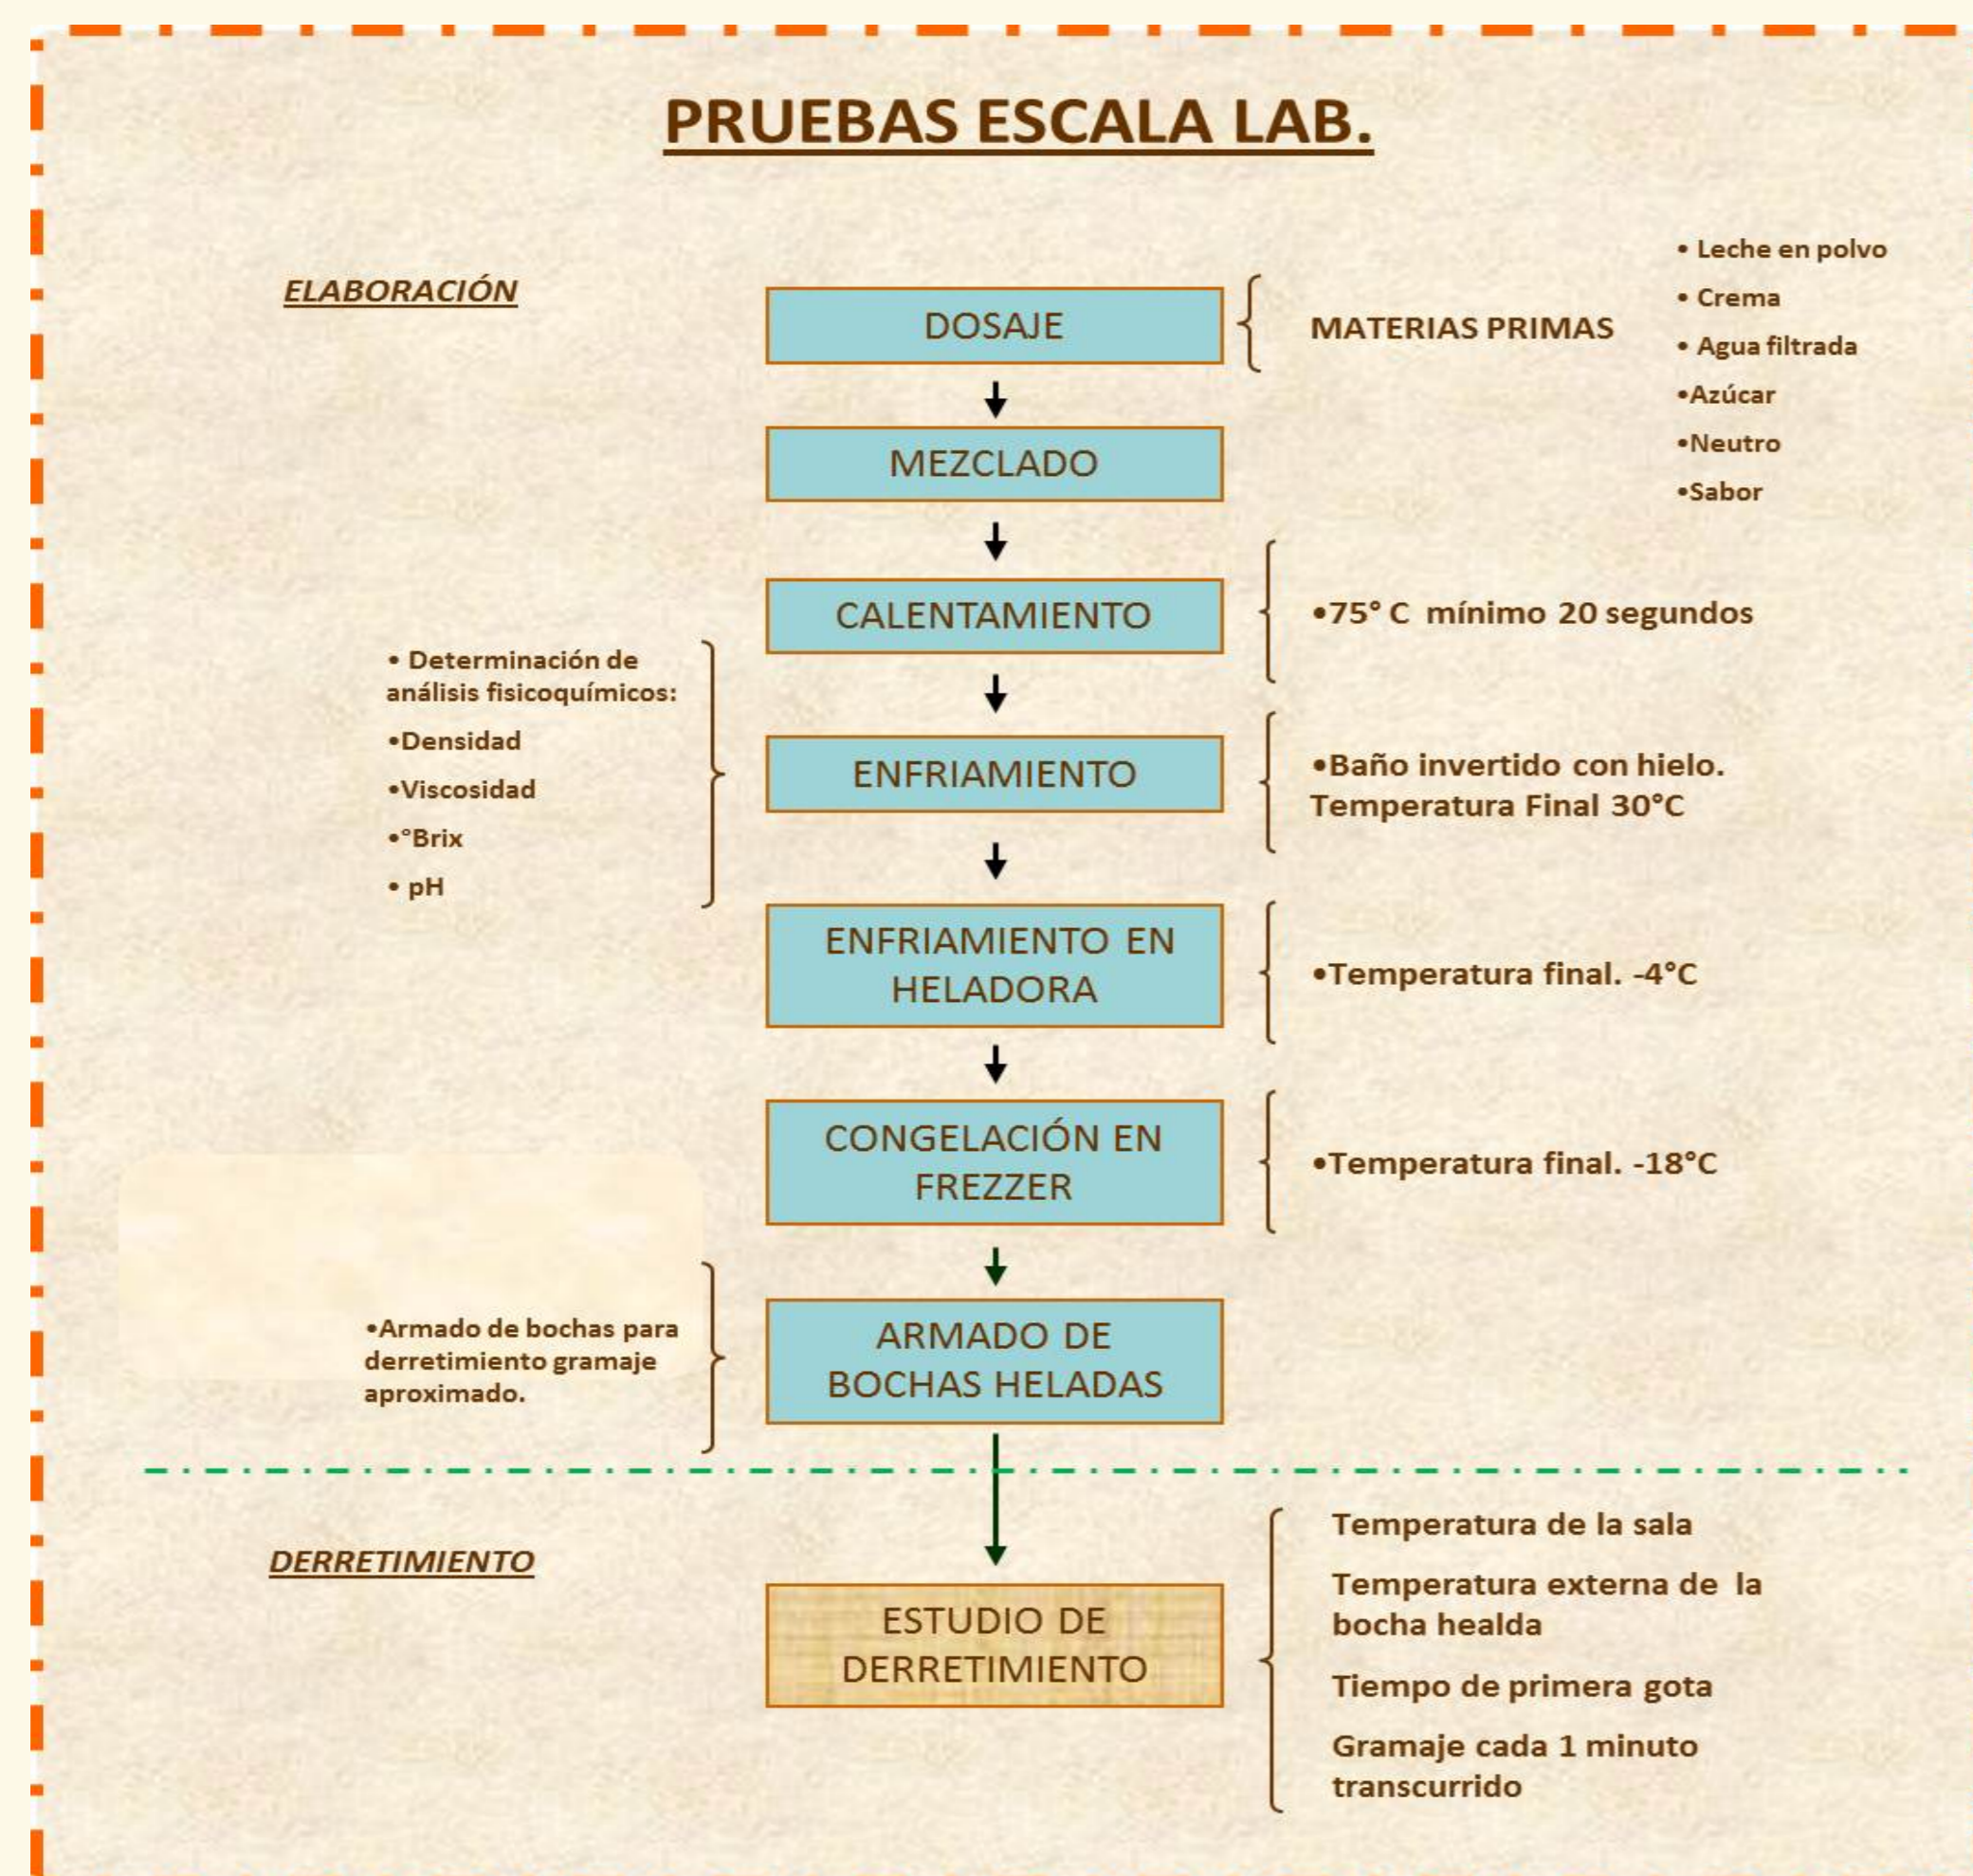 PRUEBAS ESCALA LAB.
ELABORACIÓN
DOSAJE
MATERIAS PRIMAS
• Leche en polvo
• Crema
• Agua filtrada
•Azúcar
•Neutro
•Sabor
MEZCLADO
CALENTAMIENTO
•75° C mínimo 20 segundos
• Determinación de
análisis fisicoquímicos:
•Densidad
•Viscosidad
•°Brix
• pH
ENFRIAMIENTO
•Baño invertido con hielo.
Temperatura Final 30°C
ENFRIAMIENTO EN
HELADORA
•Temperatura final. -4°C
CONGELACIÓN EN
FREZZER
•Temperatura final. -18°C
•Armado de bochas para
derretimiento gramaje
aproximado.
ARMADO DE
BOCHAS HELADAS
DERRETIMIENTO
ESTUDIO DE
DERRETIMIENTO
Temperatura de la sala
Temperatura externa de la
bocha healda
Tiempo de primera gota
Gramaje cada 1 minuto
transcurrido